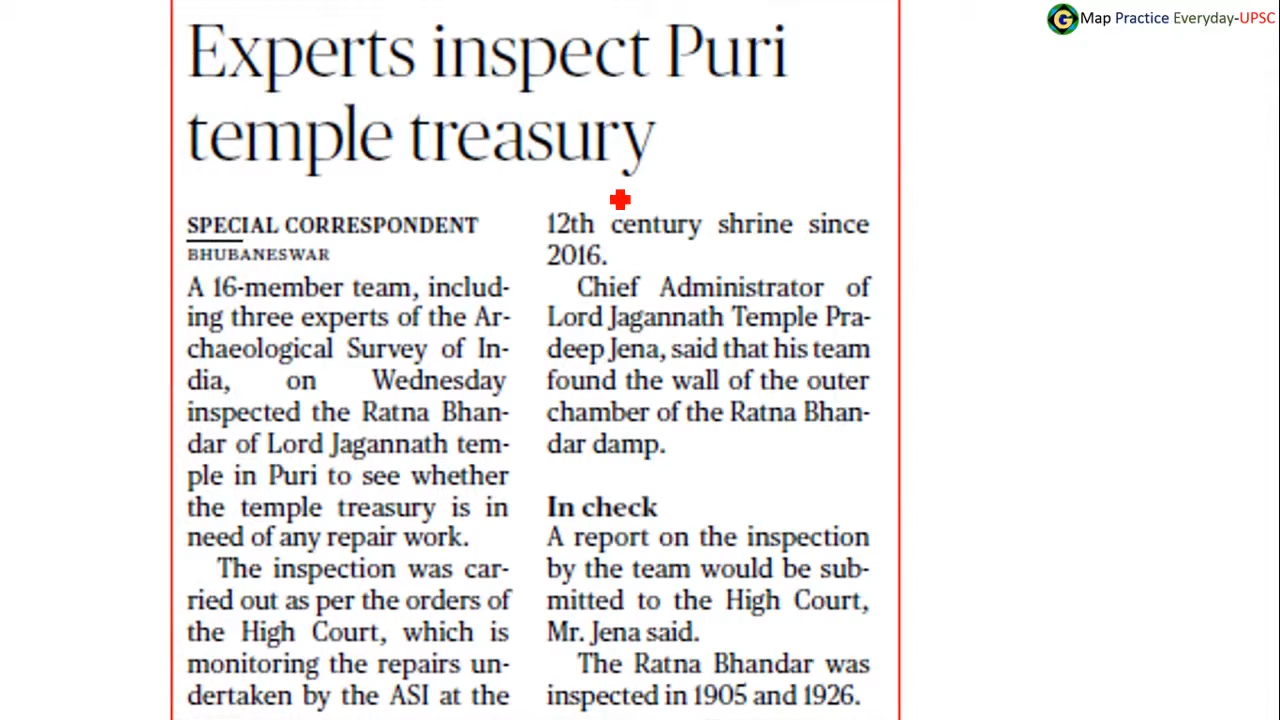 Map Practice Everyday-UPSC
Experts inspect Puri
temple treasury
SPECIAL CORRESPONDENT
BHUBANESWAR
A 16-member team, includ-
ing three experts of the Ar-
chaeological Survey of In-
dia, on Wednesday
inspected the Ratna Bhan-
dar of Lord Jagannath tem-
ple in Puri to see whether
the temple treasury is in
need of any repair work.
The inspection was car-
ried out as per the orders of
the High Court, which is
monitoring the repairs un-
dertaken by the ASI at the
12th century shrine since
2016.
Chief Administrator of
Lord Jagannath Temple Pra-
deep Jena, said that his team
found the wall of the outer
chamber of the Ratna Bhan-
dar damp.
In check
A report on the inspection
by the team would be sub-
mitted to the High Court,
Mr. Jena said.
The Ratna Bhandar was
inspected in 1905 and 1926.